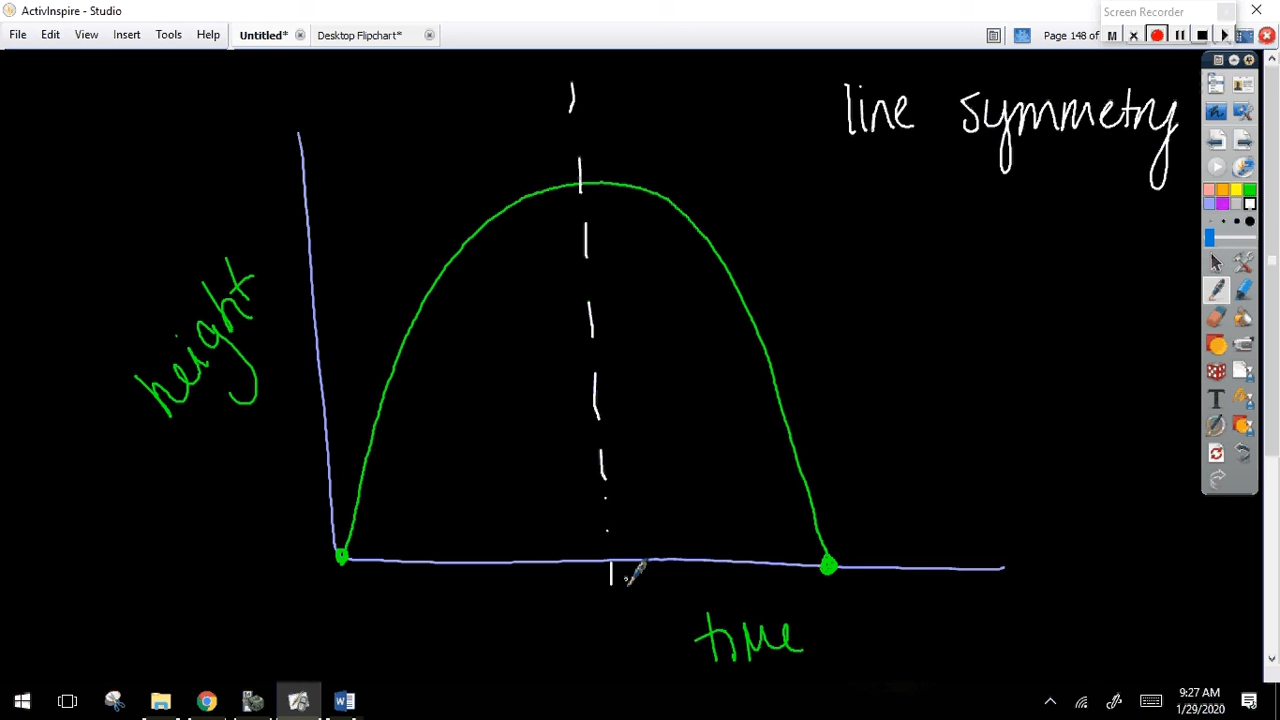 ActivInspire - Studio
Screen Recorder
File Edit View Insert Tools Help Untitled* Desktop Flipchart* Page 148 of
line symmetry
height
time
9:27 AM
1/29/2020